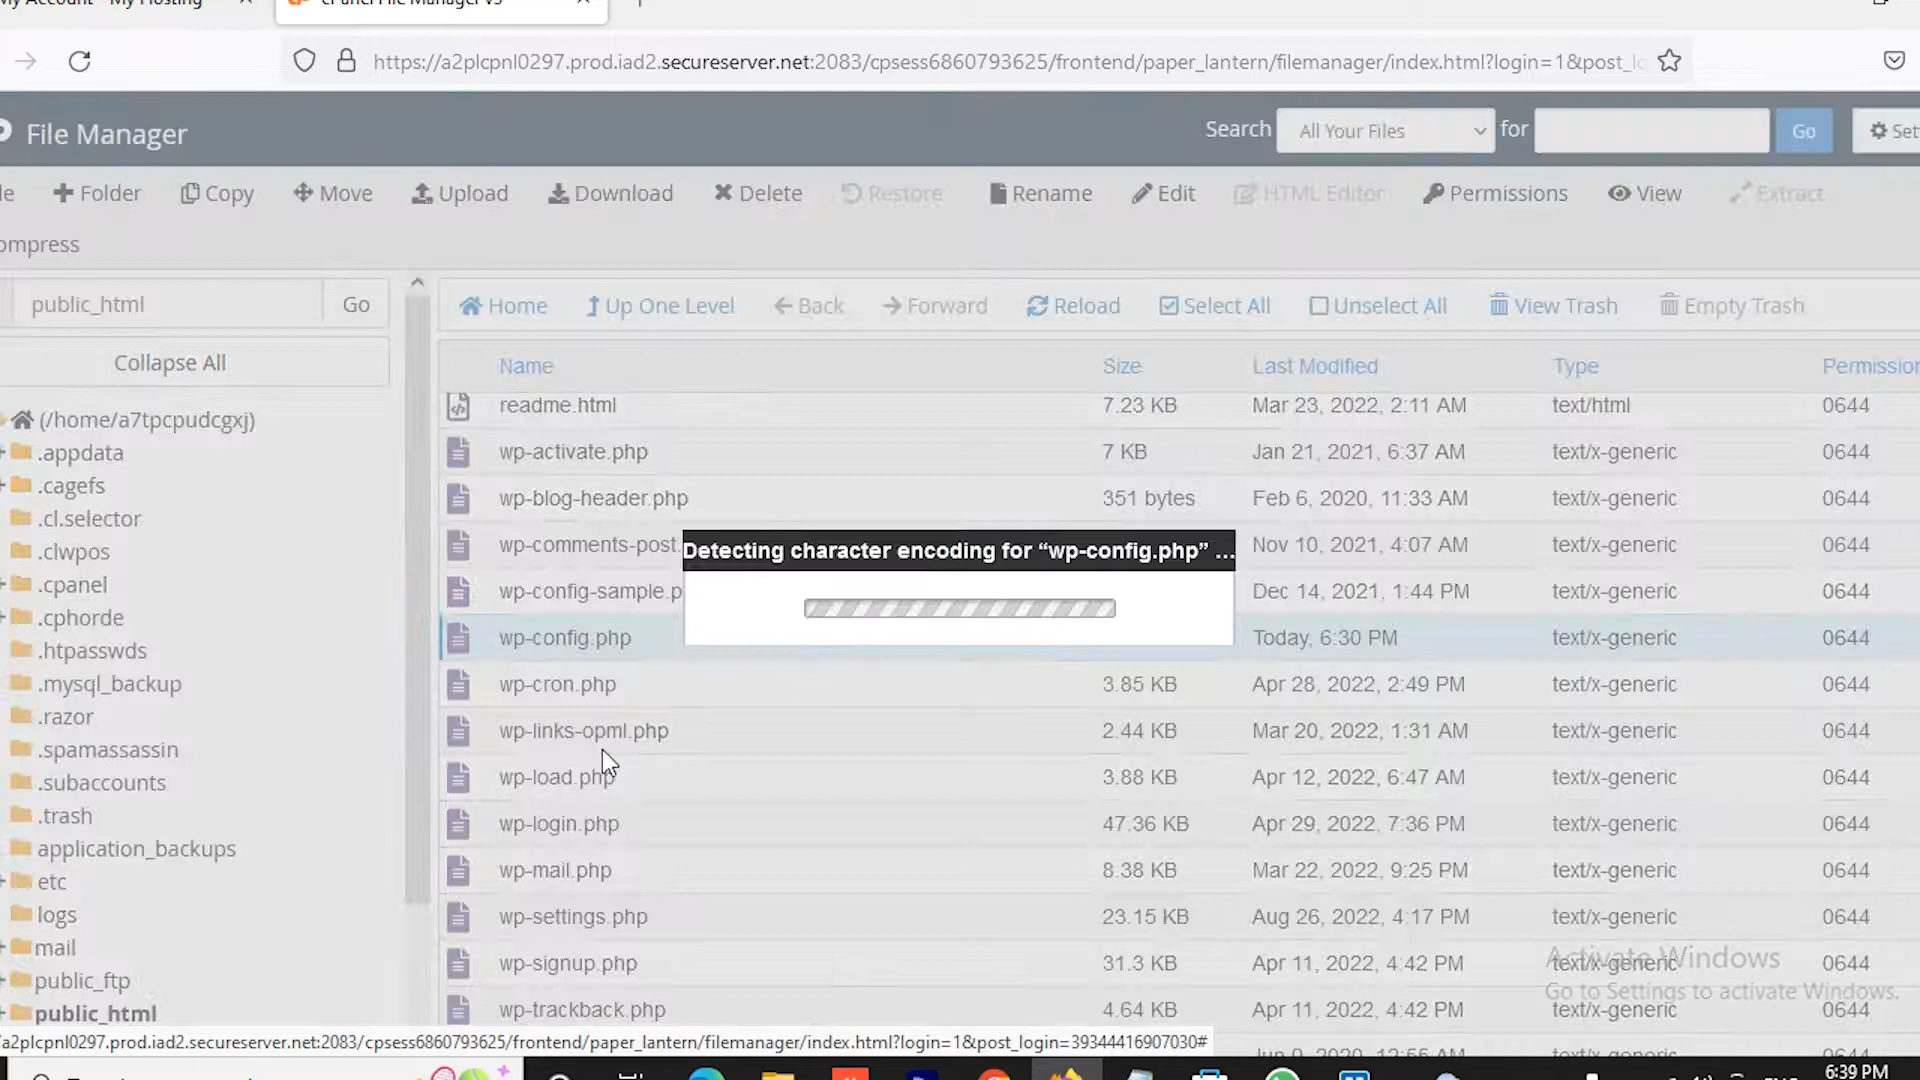 https://a2plcpnl0297.prod.iad2.secureserver.net:2083/cpsess6860793625/frontend/paper_lantern/filemanager/index.html?login=1&post_lo
File Manager
Search All Your Files for Go Set
le Folder Copy Move Upload Download Delete Restore Rename Edit HTML Editor Permissions View Extract
ompress
public_html Go
Collapse All
(/home/a7tpcpudcgxj)
.appdata
.cagefs
.cl.selector
.clwpos
.cpanel
.cphorde
.htpasswds
.mysql_backup
.razor
.spamassassin
.subaccounts
.trash
application_backups
etc
logs
mail
public_ftp
public_html
Home Up One Level Back Forward Reload Select All Unselect All View Trash Empty Trash
Name Size Last Modified Type Permission
readme.html 7.23 KB Mar 23, 2022, 2:11 AM text/html 0644
wp-activate.php 7 KB Jan 21, 2021, 6:37 AM text/x-generic 0644
wp-blog-header.php 351 bytes Feb 6, 2020, 11:33 AM text/x-generic 0644
wp-comments-post. Nov 10, 2021, 4:07 AM text/x-generic 0644
wp-config-sample.p Dec 14, 2021, 1:44 PM text/x-generic 0644
wp-config.php Today, 6:30 PM text/x-generic 0644
wp-cron.php 3.85 KB Apr 28, 2022, 2:49 PM text/x-generic 0644
wp-links-opml.php 2.44 KB Mar 20, 2022, 1:31 AM text/x-generic 0644
wp-load.php 3.88 KB Apr 12, 2022, 6:47 AM text/x-generic 0644
wp-login.php 47.36 KB Apr 29, 2022, 7:36 PM text/x-generic 0644
wp-mail.php 8.38 KB Mar 22, 2022, 9:25 PM text/x-generic 0644
wp-settings.php 23.15 KB Aug 26, 2022, 4:17 PM text/x-generic 0644
wp-signup.php 31.3 KB Apr 11, 2022, 4:42 PM text/x-generic 0644
wp-trackback.php 4.64 KB Apr 11, 2022, 4:42 PM text/x-generic 0644
Detecting character encoding for “wp-config.php” ...
Activate Windows
Go to Settings to activate Windows.
a2plcpnl0297.prod.iad2.secureserver.net:2083/cpsess6860793625/frontend/paper_lantern/filemanager/index.html?login=1&post_login=39344416907030#
6:39 PM